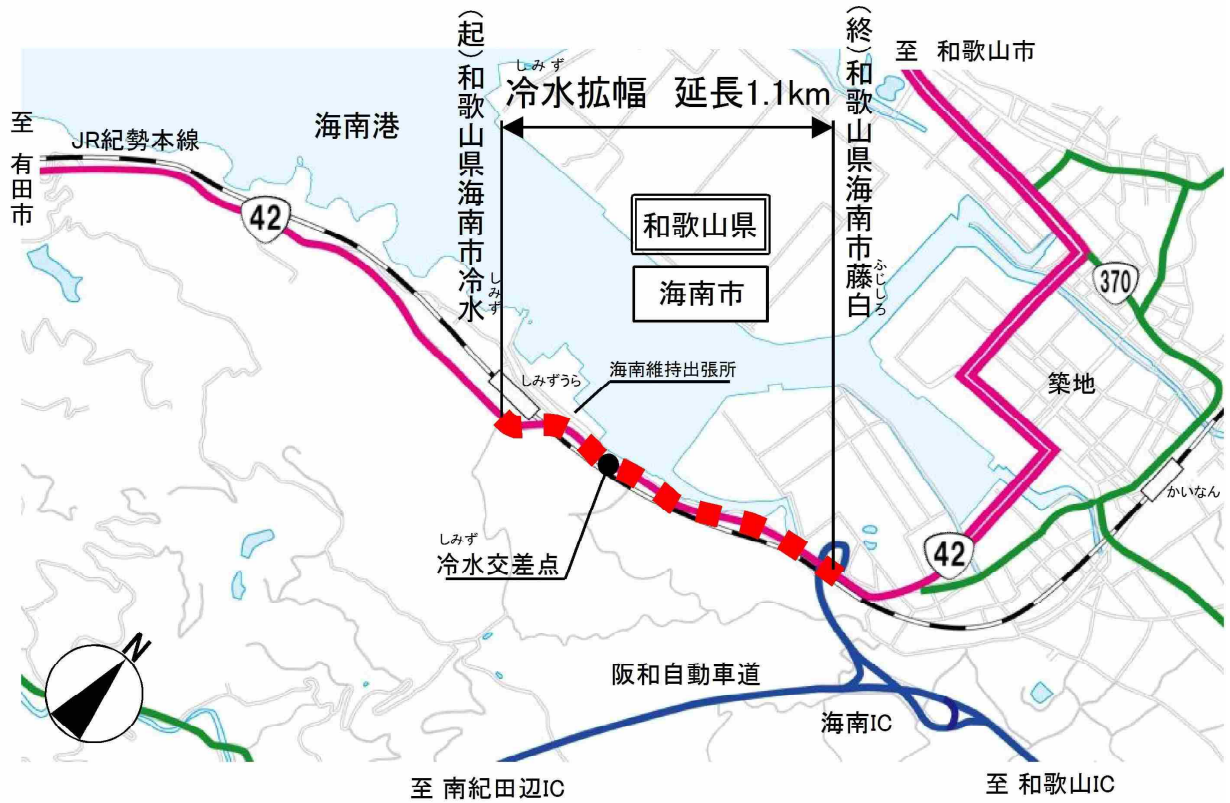 (起)和歌山県海南市冷水
しみず
(終)和歌山県海南市藤白
ふじしろ
至 和歌山市
しみず
冷水拡幅 延長1.1km
至 有田市
JR紀勢本線
海南港
42
和歌山県
海南市
370
しみずうら
海南維持出張所
築地
かいなん
しみず
冷水交差点
42
N
阪和自動車道
海南IC
至 南紀田辺IC
至 和歌山IC